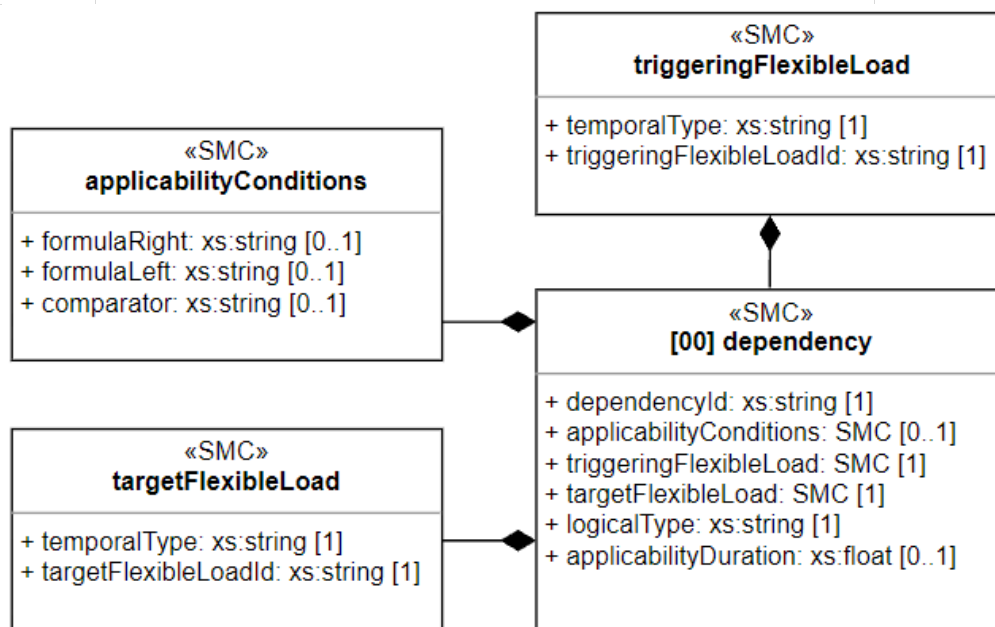 «SMC»
triggeringFlexibleLoad
+ temporalType: xs:string [1]
+ triggeringFlexibleLoadId: xs:string [1]
«SMC»
applicabilityConditions
+ formulaRight: xs:string [0..1]
+ formulaLeft: xs:string [0..1]
+ comparator: xs:string [0..1]
«SMC»
[00] dependency
+ dependencyId: xs:string [1]
+ applicabilityConditions: SMC [0..1]
+ triggeringFlexibleLoad: SMC [1]
+ targetFlexibleLoad: SMC [1]
+ logicalType: xs:string [1]
+ applicabilityDuration: xs:float [0..1]
«SMC»
targetFlexibleLoad
+ temporalType: xs:string [1]
+ targetFlexibleLoadId: xs:string [1]